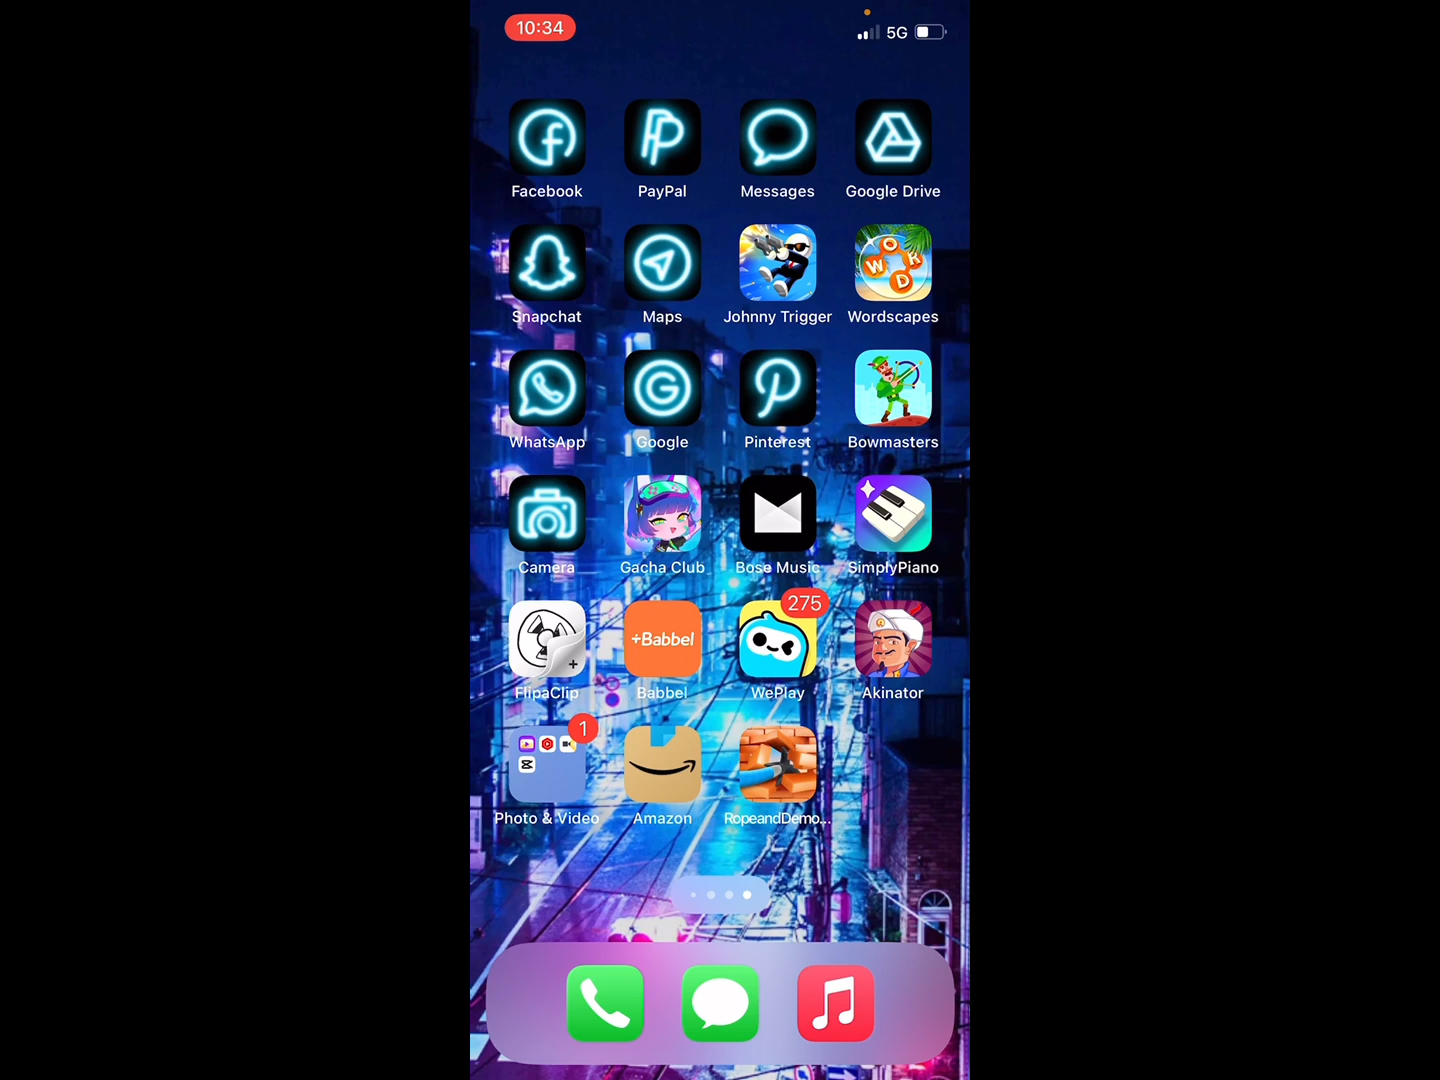 10:34 5G
Facebook PayPal Messages Google Drive
W O R D
Snapchat Maps Johnny Trigger Wordscapes
WhatsApp Google Pinterest Bowmasters
Camera Gacha Club Bose Music SimplyPiano
+Babbel 275
FlipaClip Babbel WePlay Akinator
1
Photo & Video Amazon RopeandDemo...